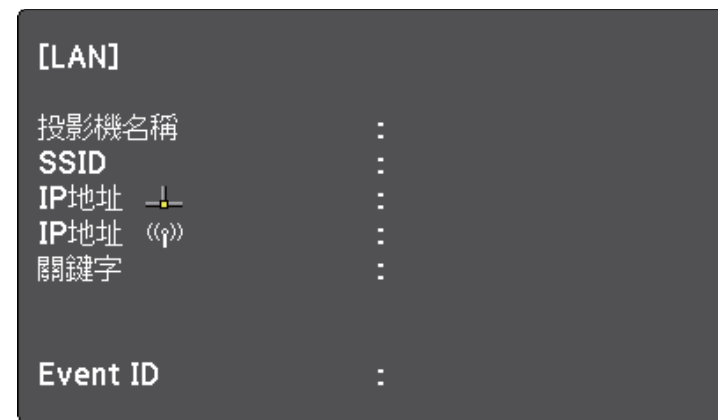 [LAN]
投影機名稱 :
SSID :
IP地址 :
IP地址 :
關鍵字 :
Event ID :